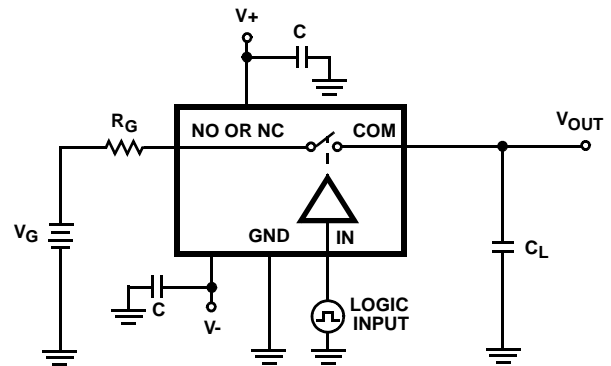 V+
C
RG
NO OR NC
COM
VOUT
VG
GND
IN
CL
C
V-
LOGIC
INPUT